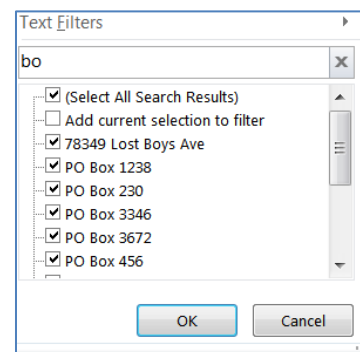 Text Filters
bo
(Select All Search Results)
Add current selection to filter
78349 Lost Boys Ave
PO Box 1238
PO Box 230
PO Box 3346
PO Box 3672
PO Box 456
OK Cancel